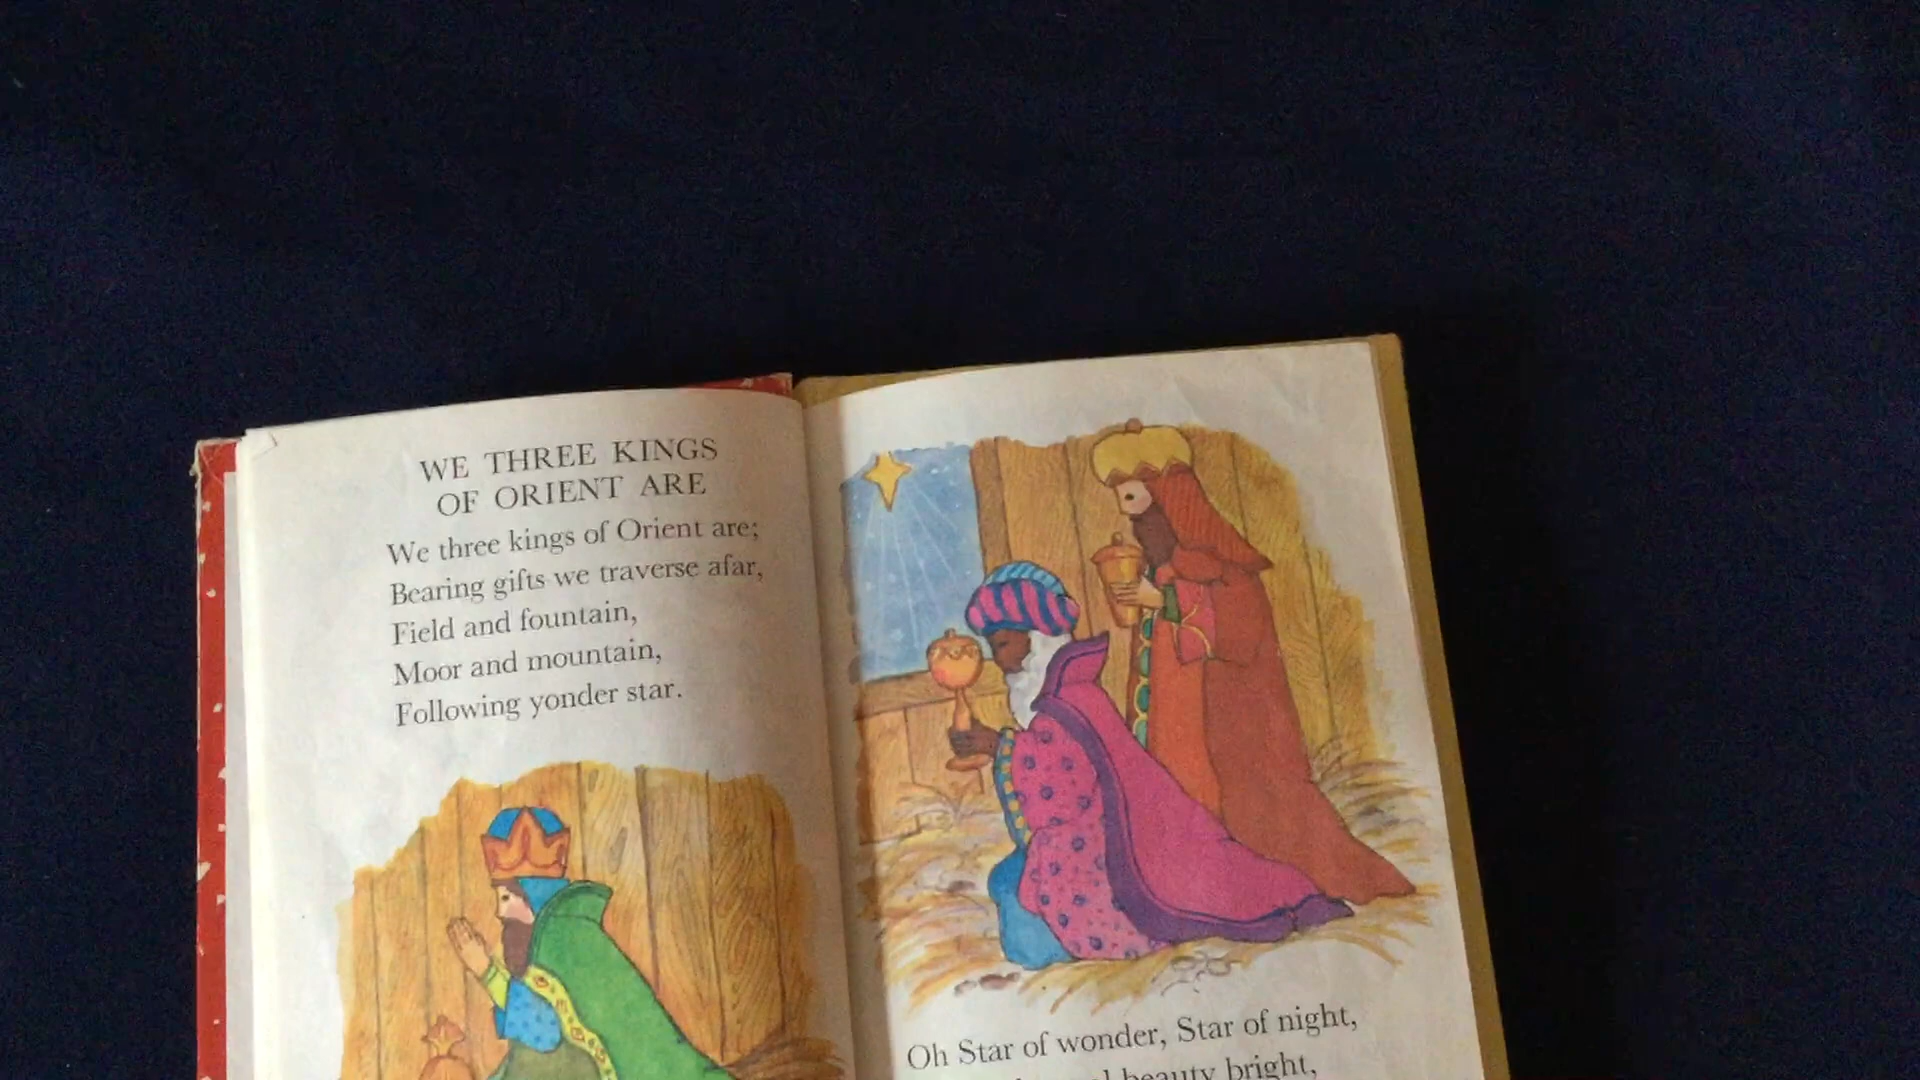 WE THREE KINGS
OF ORIENT ARE
We three kings of Orient are;
Bearing gifts we traverse afar,
Field and fountain,
Moor and mountain,
Following yonder star.
Oh Star of wonder, Star of night,
beauty bright,